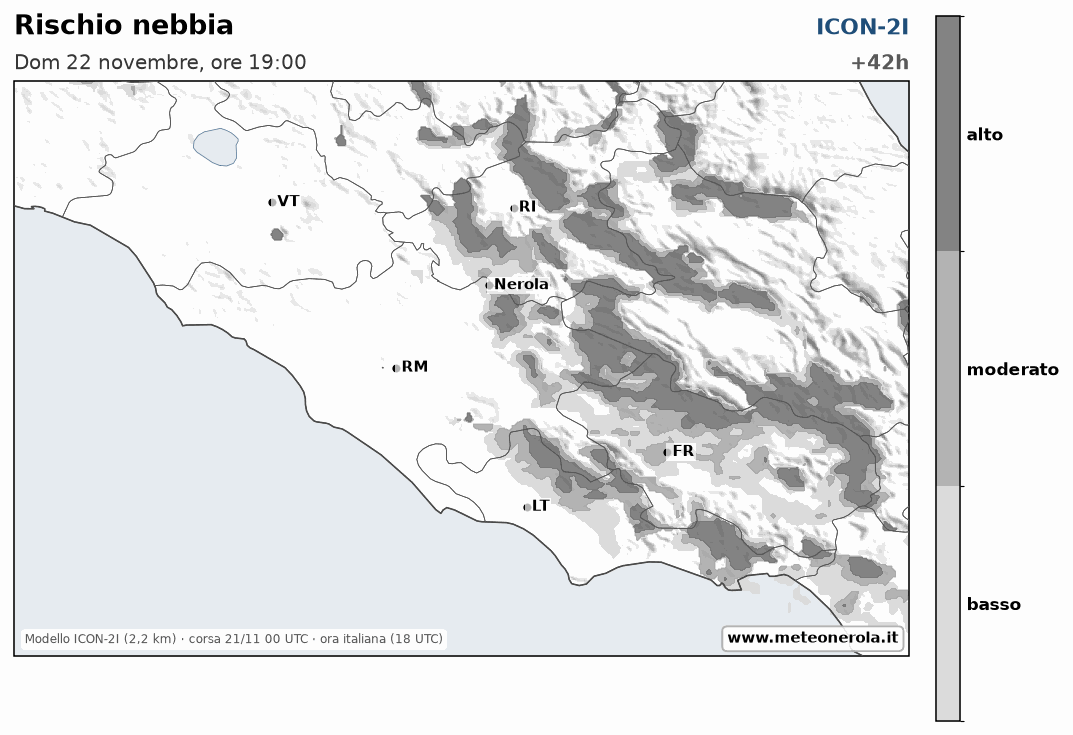 Rischio nebbia
ICON-2I
Dom 22 novembre, ore 19:00
+42h
alto
VT
RI
Nerola
moderato
RM
FR
LT
basso
Modello ICON-2I (2,2 km) · corsa 21/11 00 UTC · ora italiana (18 UTC)
www.meteonerola.it